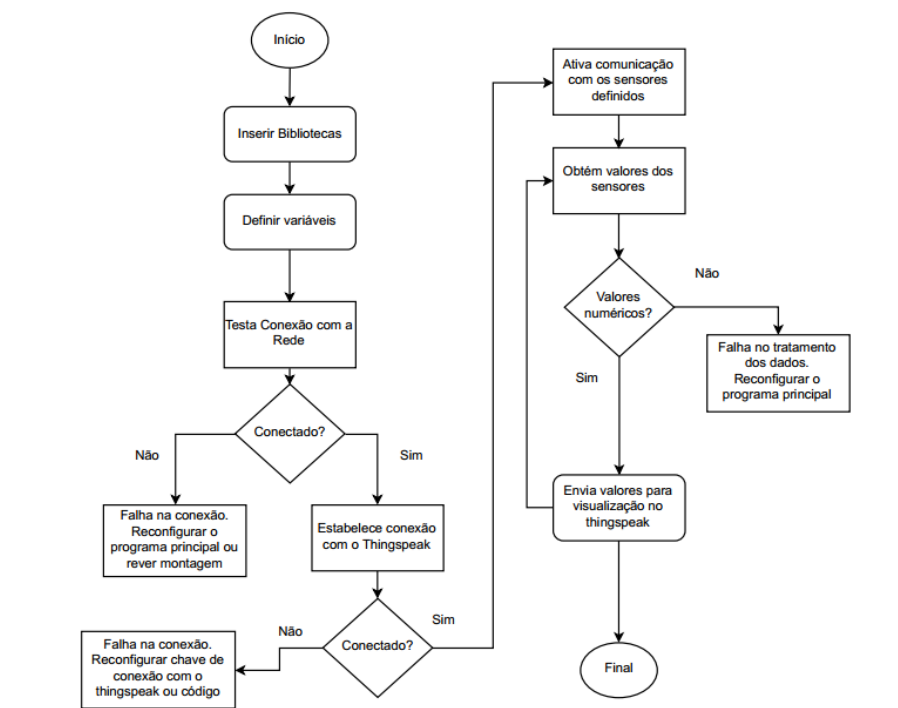 Início
Inserir Bibliotecas
Definir variáveis
Testa Conexão com a
Rede
Conectado?
Não
Sim
Falha na conexão.
Reconfigurar o
programa principal ou
rever montagem
Estabelece conexão
com o Thingspeak
Conectado?
Não
Sim
Falha na conexão.
Reconfigurar chave de
conexão com o
thingspeak ou código
Ativa comunicação
com os sensores
definidos
Obtém valores dos
sensores
Valores
numéricos?
Não
Sim
Falha no tratamento
dos dados.
Reconfigurar o
programa principal
Envia valores para
visualização no
thingspeak
Final